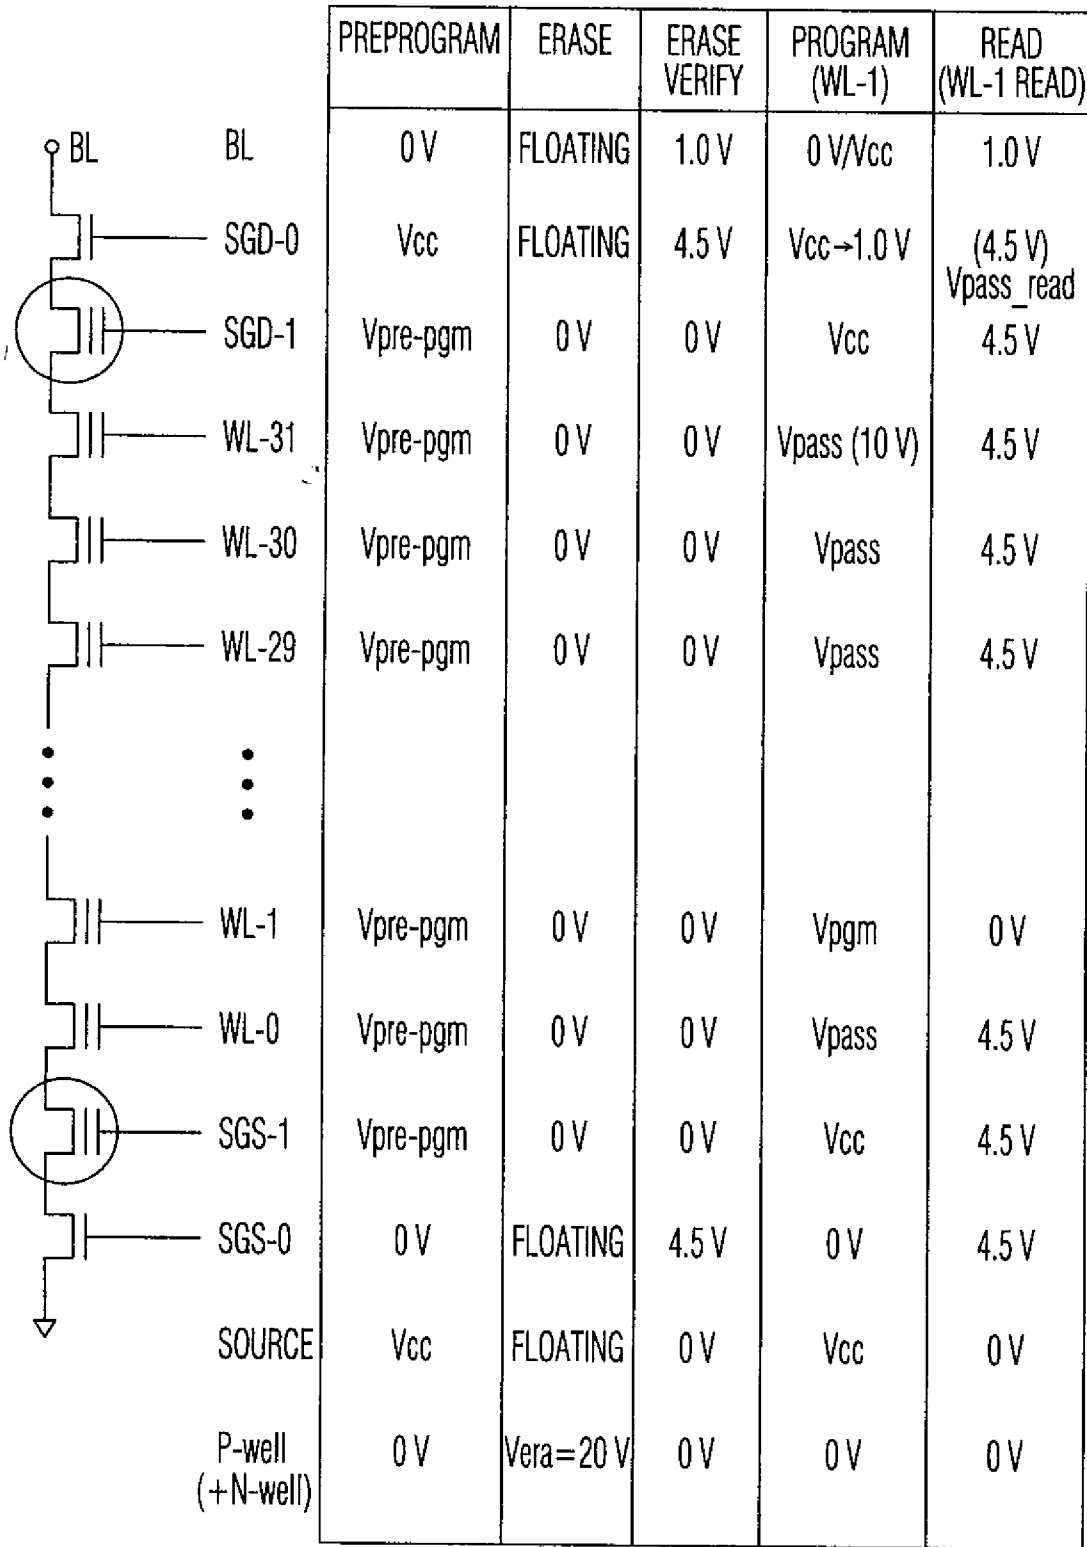 PREPROGRAM ERASE ERASE VERIFY PROGRAM (WL-1) READ (WL-1 READ)
BL BL 0 V FLOATING 1.0 V 0 V/Vcc 1.0 V
SGD-0 Vcc FLOATING 4.5 V Vcc→1.0 V (4.5 V) Vpass_read
SGD-1 Vpre-pgm 0 V 0 V Vcc 4.5 V
WL-31 Vpre-pgm 0 V 0 V Vpass (10 V) 4.5 V
WL-30 Vpre-pgm 0 V 0 V Vpass 4.5 V
WL-29 Vpre-pgm 0 V 0 V Vpass 4.5 V
WL-1 Vpre-pgm 0 V 0 V Vpgm 0 V
WL-0 Vpre-pgm 0 V 0 V Vpass 4.5 V
SGS-1 Vpre-pgm 0 V 0 V Vcc 4.5 V
SGS-0 0 V FLOATING 4.5 V 0 V 4.5 V
SOURCE Vcc FLOATING 0 V Vcc 0 V
P-well (+N-well) 0 V Vera=20 V 0 V 0 V 0 V